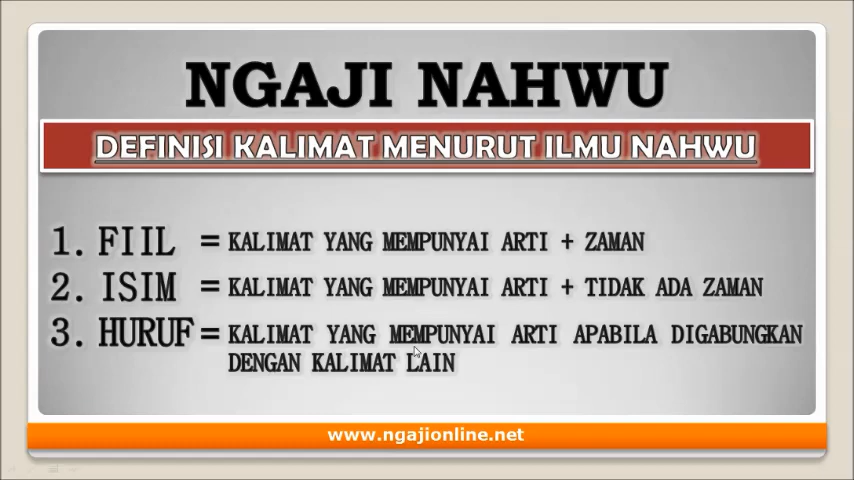 NGAJI NAHWU
DEFINISI KALIMAT MENURUT ILMU NAHWU
1. FIIL = KALIMAT YANG MEMPUNYAI ARTI + ZAMAN
2. ISIM = KALIMAT YANG MEMPUNYAI ARTI + TIDAK ADA ZAMAN
3. HURUF = KALIMAT YANG MEMPUNYAI ARTI APABILA DIGABUNGKAN
DENGAN KALIMAT LAIN
www.ngajionline.net